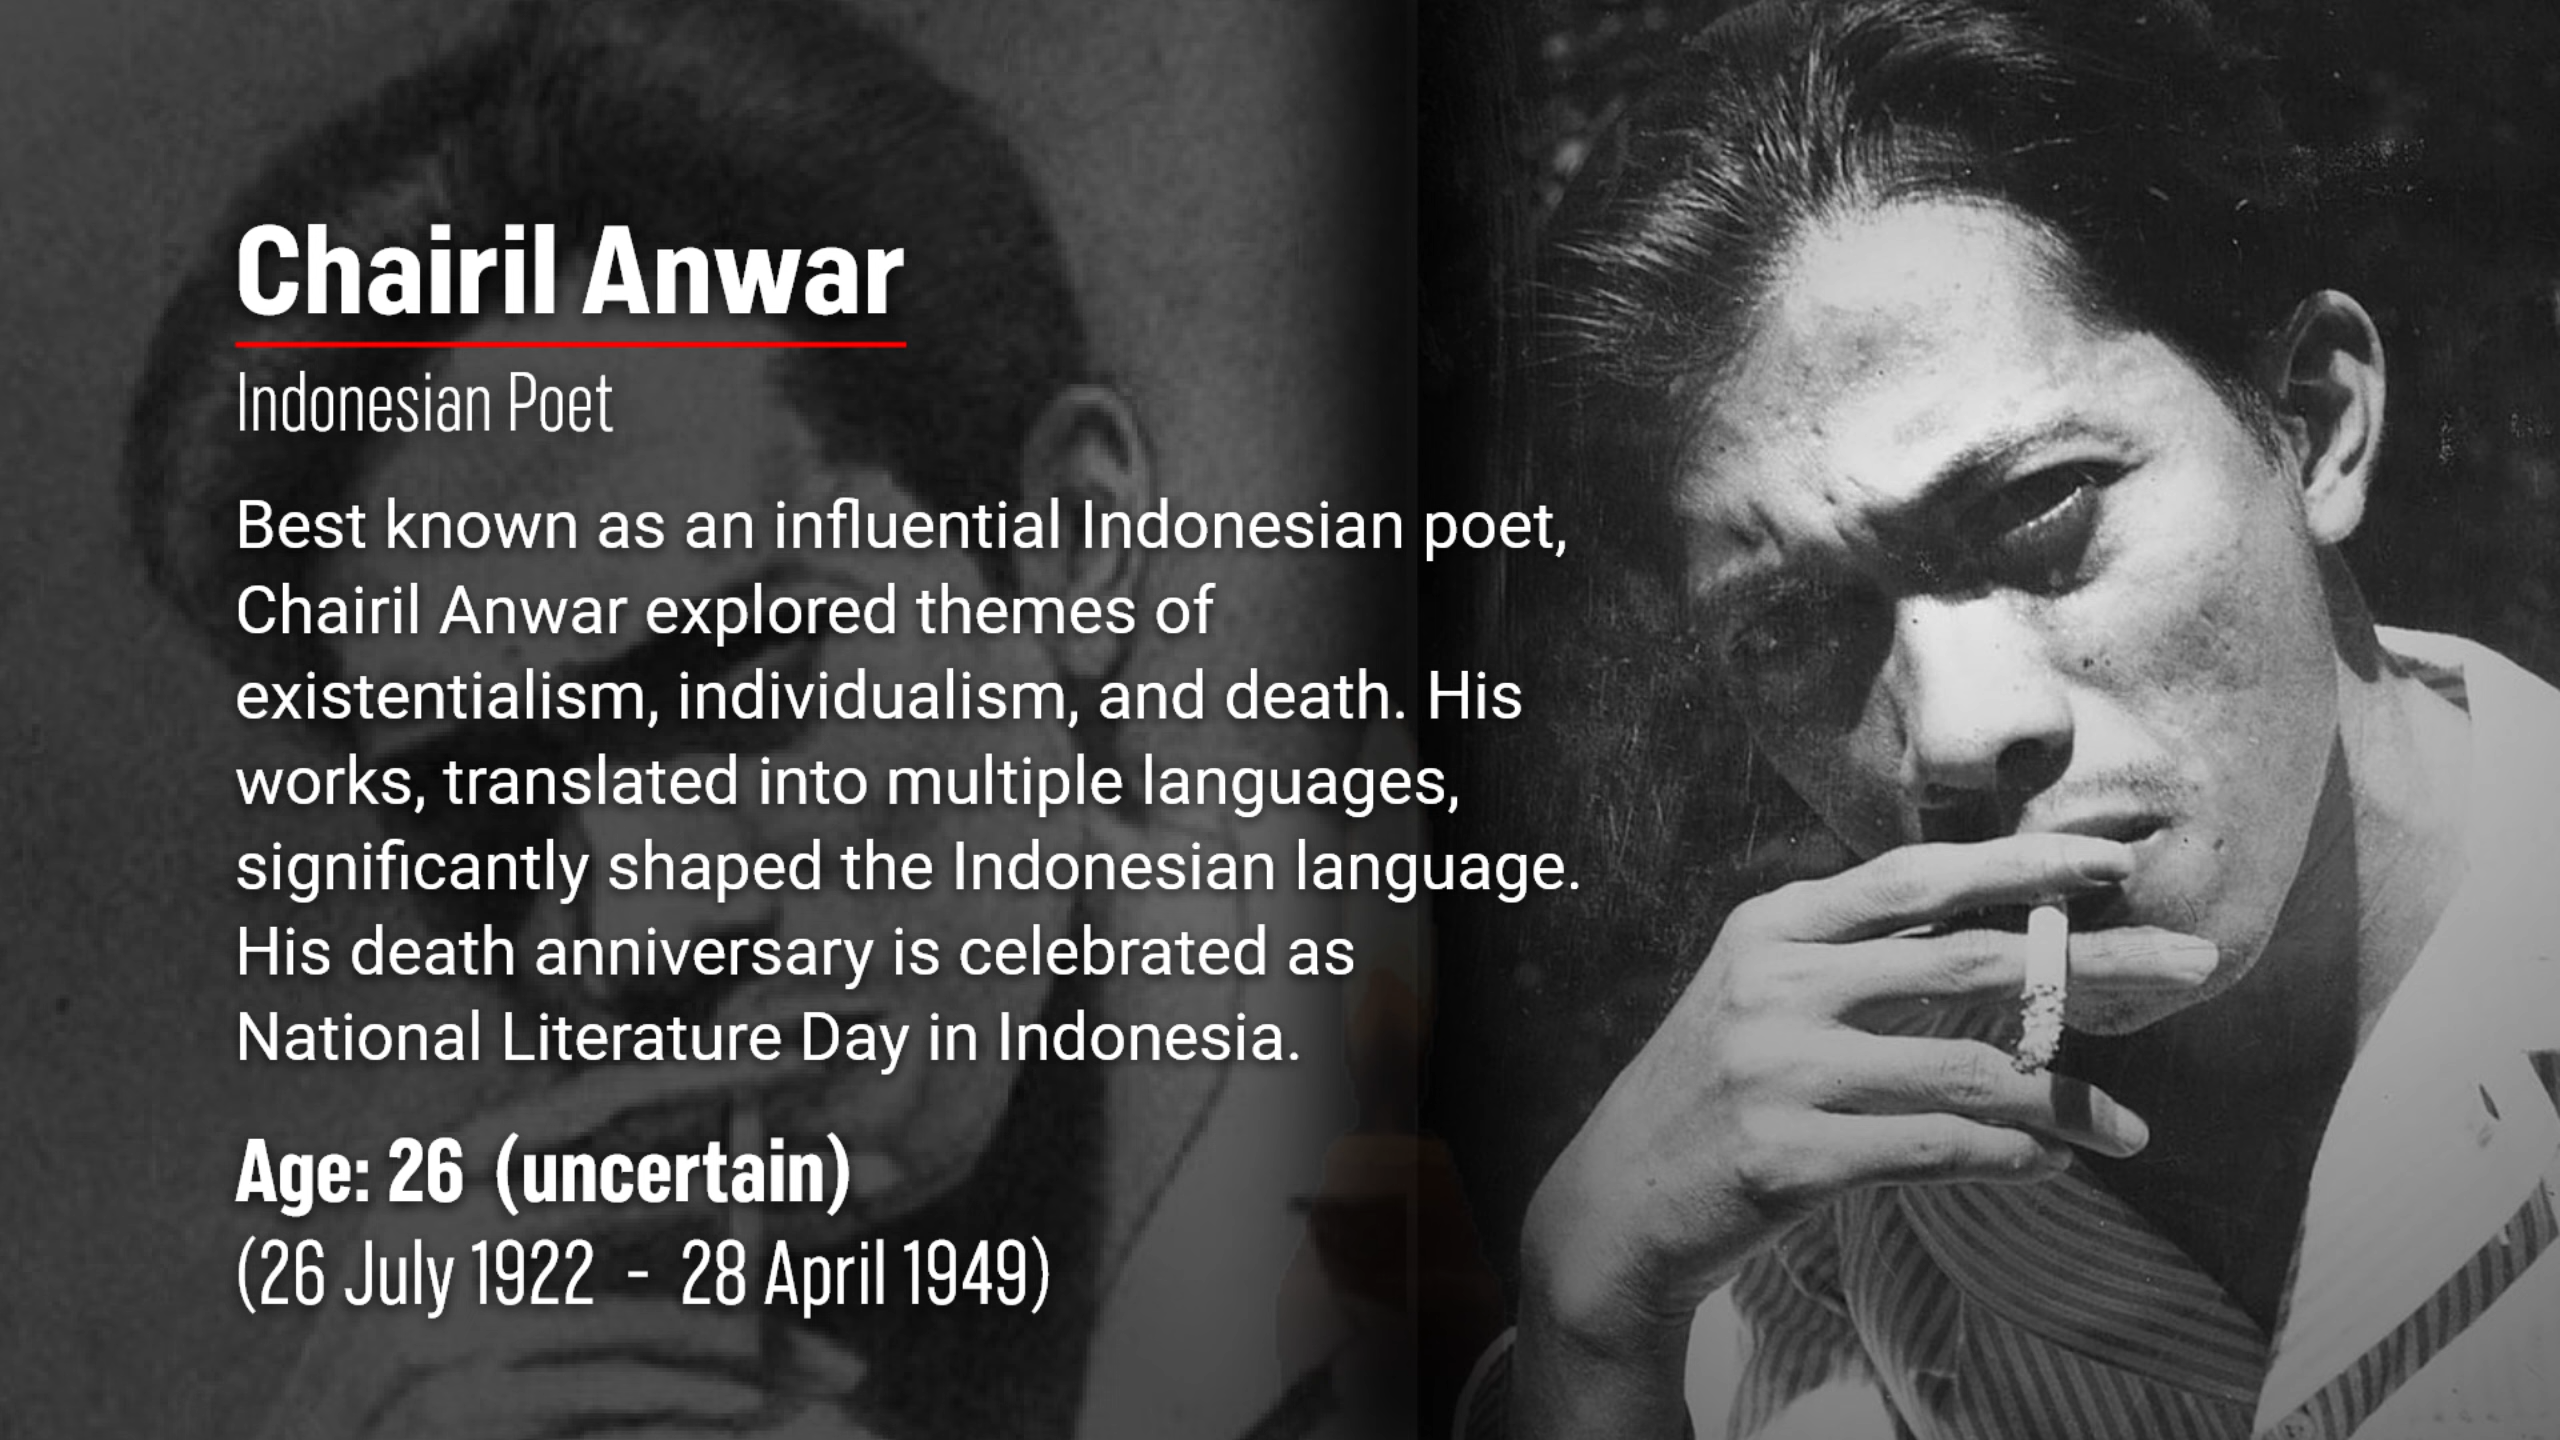 Chairil Anwar
Indonesian Poet
Best known as an influential Indonesian poet,
Chairil Anwar explored themes of
existentialism, individualism, and death. His
works, translated into multiple languages,
significantly shaped the Indonesian language.
His death anniversary is celebrated as
National Literature Day in Indonesia.
Age: 26 (uncertain)
(26 July 1922 - 28 April 1949)